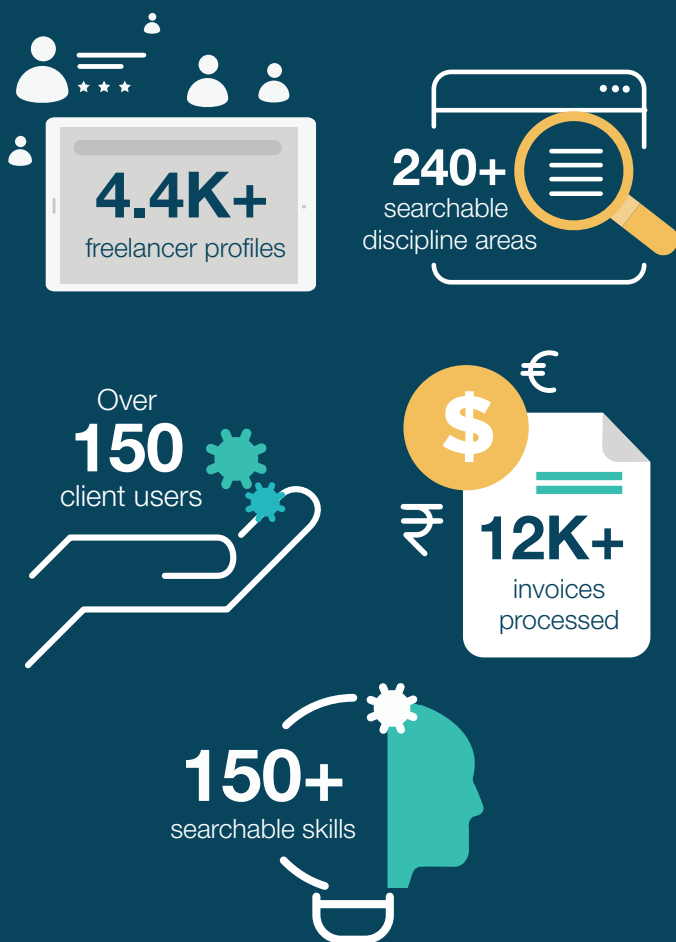 4.4K+
freelancer profiles
240+
searchable
discipline areas
Over
150
client users
$
€
₹
12K+
invoices
processed
150+
searchable skills